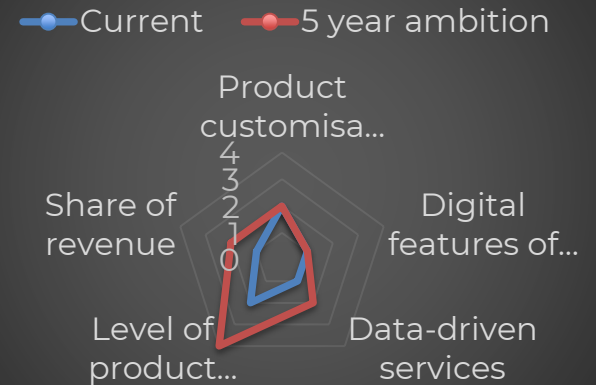 Current
5 year ambition
Product
customisa...
4
3
2
1
0
Share of
revenue
Digital
features of...
Level of
product...
Data-driven
services